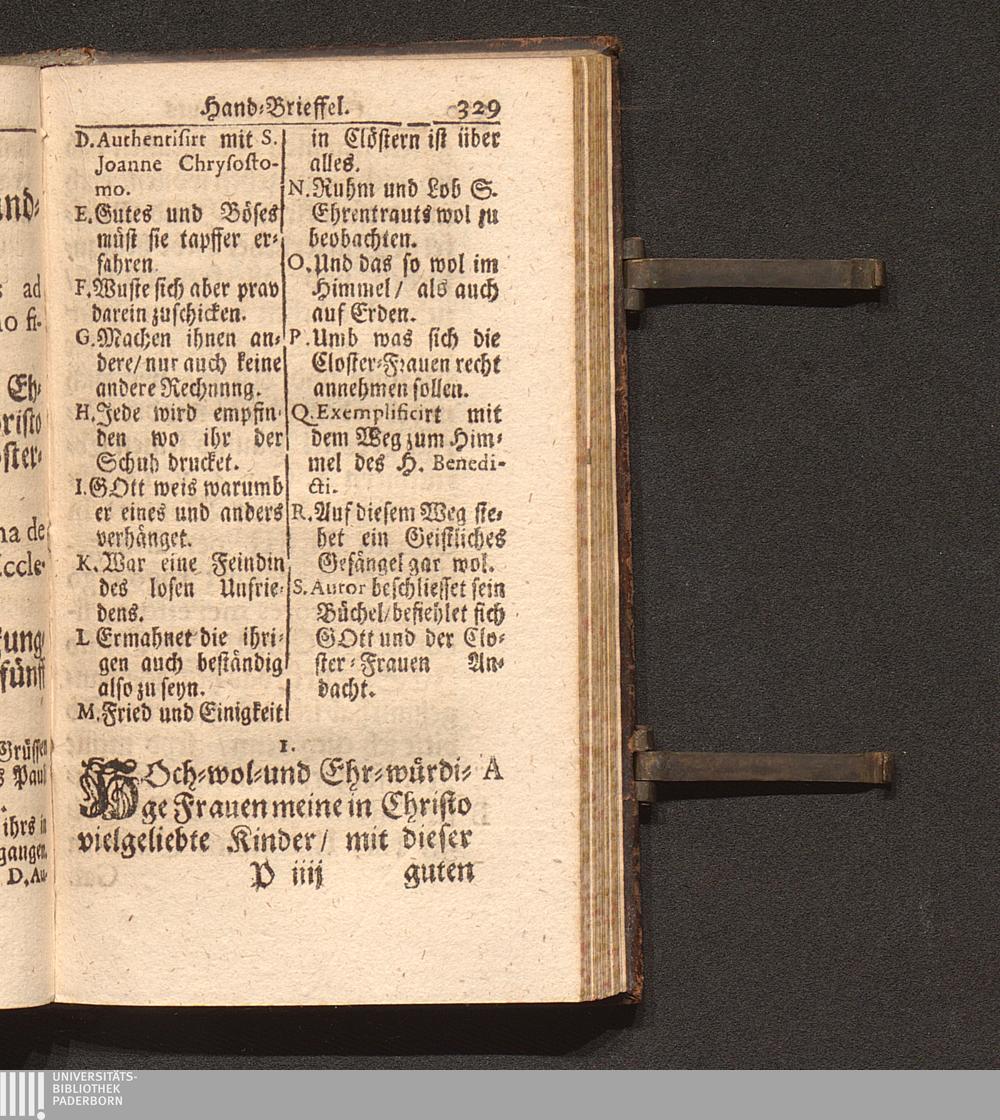 Hand-Brieffel. 329
D. Authentisirt mit S.
Joanne Chrysosto-
mo.
E. Gutes und Böses
müst sie tapffer er-
fahren.
F. Wuste sich aber prav
darein zuschicken.
G. Machen ihnen an-
dere/ nur auch keine
andere Rechnnng.
H. Jede wird empfin-
den wo ihr der
Schuh drucket.
I. GOtt weis warumb
er eines und anders
verhänget.
K. War eine Feindin
des losen Unfrie-
dens.
L Ermahnet die ihri-
gen auch beständig
also zu seyn.
M. Fried und Einigkeit
in Clöstern ist über
alles.
N. Ruhm und Lob S.
Ehrentrauts wol zu
beobachten.
O. Und das so wol im
Himmel/ als auch
auf Erden.
P. Umb was sich die
Closter-Frauen recht
annehmen sollen.
Q. Exemplificirt mit
dem Weg zum Him-
mel des H. Benedi-
cti.
R. Auf diesem Weg ste-
het ein Geistliches
Gesängel gar wol.
S. Autor beschliesset sein
Büchel/ befiehlet sich
GOtt und der Clo-
ster-Frauen An-
dacht.
1.
HOch-wol-und Ehr-würdi- A
ge Frauen meine in Christo
vielgeliebte Kinder/ mit dieser
P iiij guten
UNIVERSITÄTS-
BIBLIOTHEK
PADERBORN